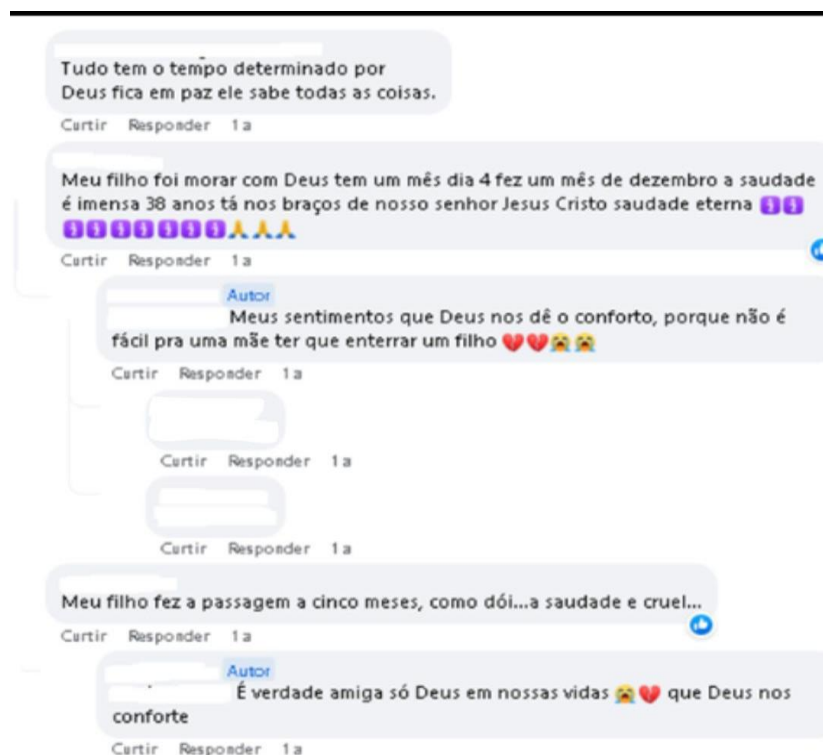 Tudo tem o tempo determinado por
Deus fica em paz ele sabe todas as coisas.
Curtir Responder 1 a
Meu filho foi morar com Deus tem um mês dia 4 fez um mês de dezembro a saudade
é imensa 38 anos tá nos braços de nosso senhor Jesus Cristo saudade eterna 🚺🚺
🚺🚺🚺🚺🚺🚺🚺🙏🙏🙏
Curtir Responder 1 a
Autor
Meus sentimentos que Deus nos dê o conforto, porque não é
fácil pra uma mãe ter que enterrar um filho 💔💔😭😭
Curtir Responder 1 a
Curtir Responder 1 a
Curtir Responder 1 a
Meu filho fez a passagem a cinco meses, como dói...a saudade e cruel...
Curtir Responder 1 a
Autor
É verdade amiga só Deus em nossas vidas 😭💔 que Deus nos
conforte
Curtir Responder 1 a